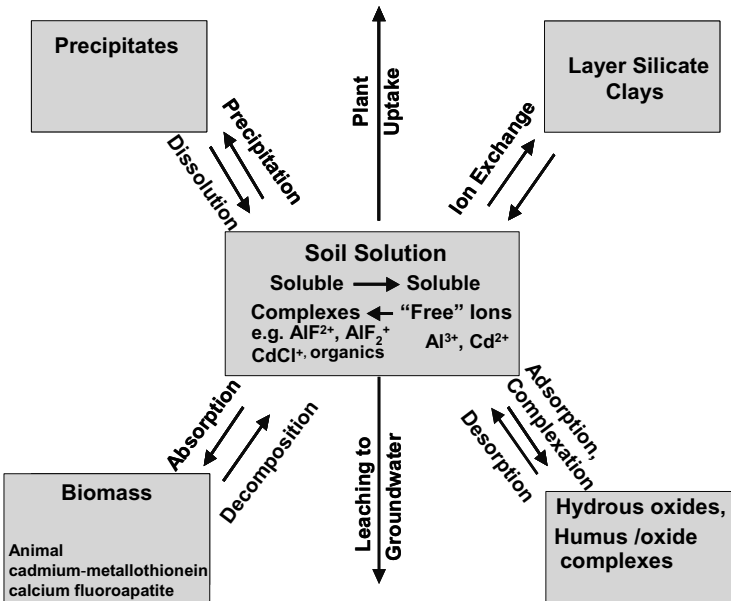 Precipitates
Precipitation
Dissolution
Plant
Uptake
Layer Silicate
Clays
Ion Exchange
Soil Solution
Soluble Soluble
Complexes "Free" Ions
e.g. AlF²⁺, AlF₂⁺
CdCl⁺, organics
Al³⁺, Cd²⁺
Absorption
Decomposition
Leaching to
Groundwater
Adsorption,
Complexation
Desorption
Biomass
Animal
cadmium-metallothionein
calcium fluoroapatite
Hydrous oxides,
Humus /oxide
complexes